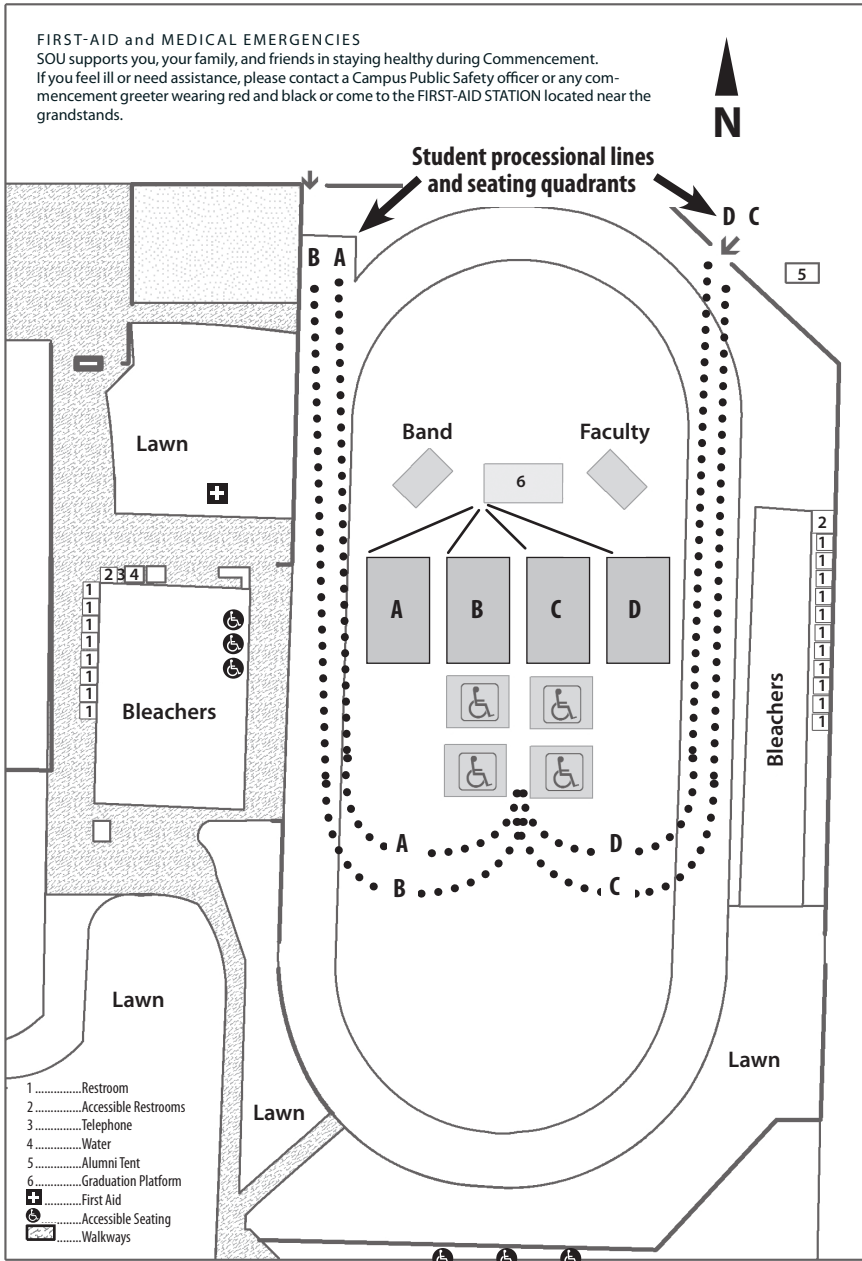 FIRST-AID and MEDICAL EMERGENCIES
SOU supports you, your family, and friends in staying healthy during Commencement.
If you feel ill or need assistance, please contact a Campus Public Safety officer or any com-
mencement greeter wearing red and black or come to the FIRST-AID STATION located near the
grandstands.
N
Student processional lines
and seating quadrants
D C
B A
5
Band
Faculty
Lawn
6
2
1
1
1
1
1
1
1
1
1
1
1
A B C D
2 3 4
1
1
1
1
1
1
1
1
Bleachers
Bleachers
A
D
B
C
Lawn
Lawn
Lawn
1 ..............Restroom
2 ..............Accessible Restrooms
3 ..............Telephone
4 ..............Water
5 ..............Alumni Tent
6 ..............Graduation Platform
............First Aid
............Accessible Seating
........Walkways